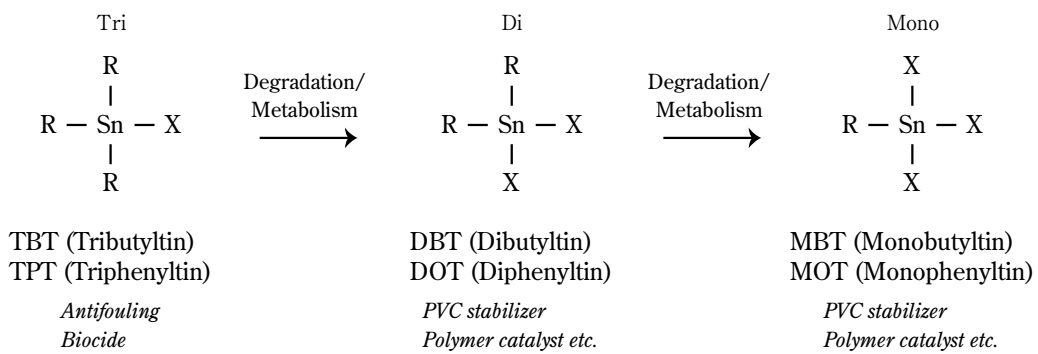 Tri
R
R — Sn — X
R
TBT (Tributyltin)
TPT (Triphenyltin)
Antifouling
Biocide
Degradation/
Metabolism
Di
R
R — Sn — X
X
DBT (Dibutyltin)
DOT (Diphenyltin)
PVC stabilizer
Polymer catalyst etc.
Degradation/
Metabolism
Mono
X
R — Sn — X
X
MBT (Monobutyltin)
MOT (Monophenyltin)
PVC stabilizer
Polymer catalyst etc.